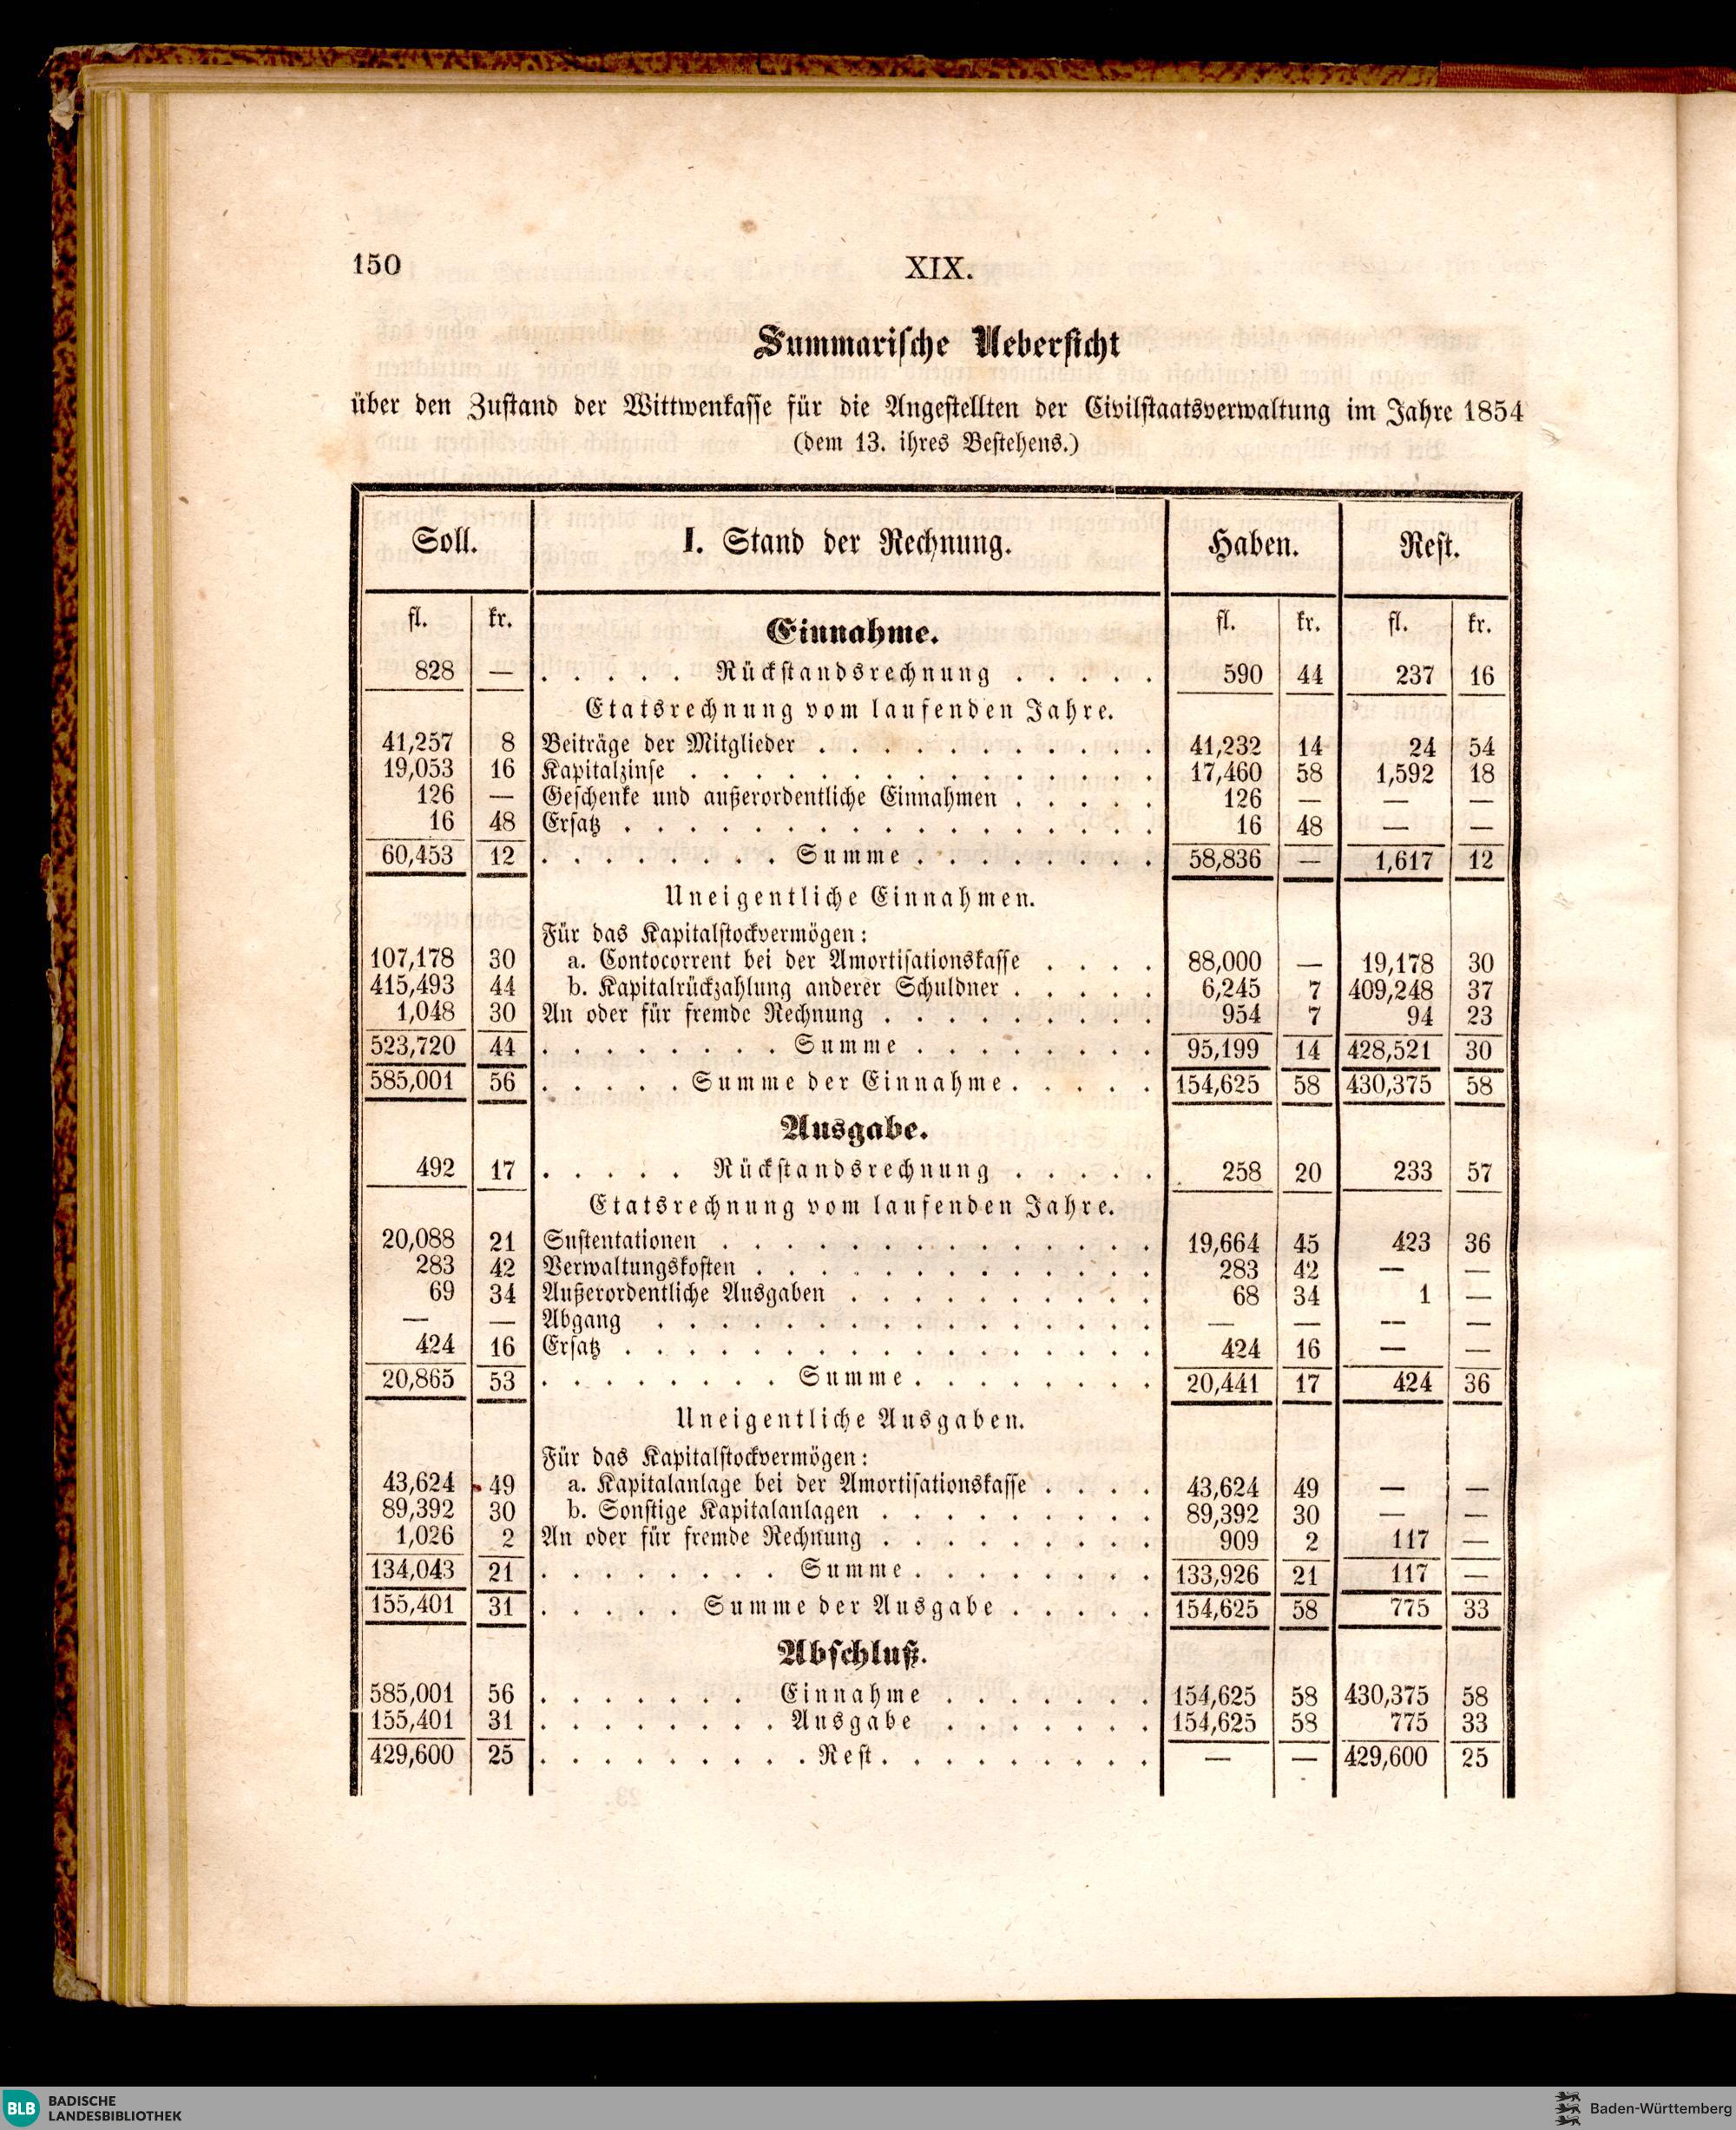 150 XIX.
Summarische Uebersicht
über den Zustand der Wittwenkasse für die Angestellten der Civilstaatsverwaltung im Jahre 1854
(dem 13. ihres Bestehens.)
Soll. I. Stand der Rechnung. Haben. Rest.
fl. kr. Einnahme. fl. kr. fl. kr.
828 — . . . . . Rückstandsrechnung . . . . . 590 44 237 16
Etatsrechnung vom laufenden Jahre.
41,257 8 Beiträge der Mitglieder . . . . . . . . . . . 41,232 14 24 54
19,053 16 Kapitalzinse . . . . . . . . . . . . . . . 17,460 58 1,592 18
126 — Geschenke und außerordentliche Einnahmen . . . . . 126 — — —
16 48 Ersatz . . . . . . . . . . . . . . . . . 16 48 — —
60,453 12 . . . . . . . . Summe . . . . . . . . 58,836 — 1,617 12
Uneigentliche Einnahmen.
Für das Kapitalstockvermögen:
107,178 30 a. Contocorrent bei der Amortisationskasse . . . . 88,000 — 19,178 30
415,493 44 b. Kapitalrückzahlung anderer Schuldner . . . . . 6,245 7 409,248 37
1,048 30 An oder für fremde Rechnung . . . . . . . . . 954 7 94 23
523,720 44 . . . . . . . . Summe . . . . . . . . 95,199 14 428,521 30
585,001 56 . . . . . Summe der Einnahme . . . . . 154,625 58 430,375 58
Ausgabe.
492 17 . . . . . Rückstandsrechnung . . . . . 258 20 233 57
Etatsrechnung vom laufenden Jahre.
20,088 21 Sustentationen . . . . . . . . . . . . . . 19,664 45 423 36
283 42 Verwaltungskosten . . . . . . . . . . . . . 283 42 — —
69 34 Außerordentliche Ausgaben . . . . . . . . . . 68 34 1 —
— — Abgang . . . . . . . . . . . . . . . . — — — —
424 16 Ersatz . . . . . . . . . . . . . . . . . 424 16 — —
20,865 53 . . . . . . . . Summe . . . . . . . . 20,441 17 424 36
Uneigentliche Ausgaben.
Für das Kapitalstockvermögen:
43,624 49 a. Kapitalanlage bei der Amortisationskasse . . . . 43,624 49 — —
89,392 30 b. Sonstige Kapitalanlagen . . . . . . . . . 89,392 30 — —
1,026 2 An oder für fremde Rechnung . . . . . . . . . 909 2 117 —
134,043 21 . . . . . . . . Summe . . . . . . . . 133,926 21 117 —
155,401 31 . . . . . Summe der Ausgabe . . . . . 154,625 58 775 33
Abschluß.
585,001 56 . . . . . . . Einnahme . . . . . . . 154,625 58 430,375 58
155,401 31 . . . . . . . . Ausgabe . . . . . . . 154,625 58 775 33
429,600 25 . . . . . . . . . Rest . . . . . . . . . — — 429,600 25
BLB BADISCHE
LANDESBIBLIOTHEK
Baden-Württemberg